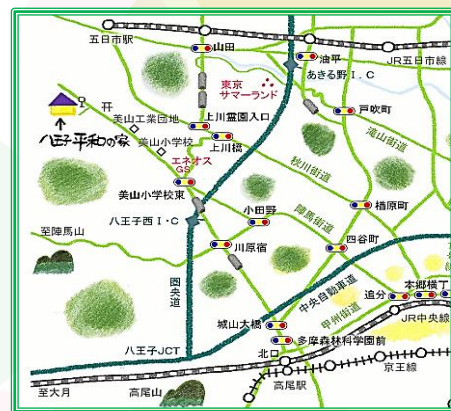 五日市駅
山田
油平
JR五日市線
あきる野I.C
東京
サマーランド
戸吹町
滝山街道
上川霊園入口
上川橋
秋川街道
美山工業団地
美山小学校
八王子平和の家
エネオス
GS
美山小学校東
小田野
陣馬街道
楢原町
八王子西I・C
至陣馬山
川原宿
四谷町
圏央道
中央自動車道
追分
本郷横丁
甲州街道
JR中央線
城山大橋
多摩森林科学園前
八王子JCT
北口
高尾駅
京王線
至大月
高尾山